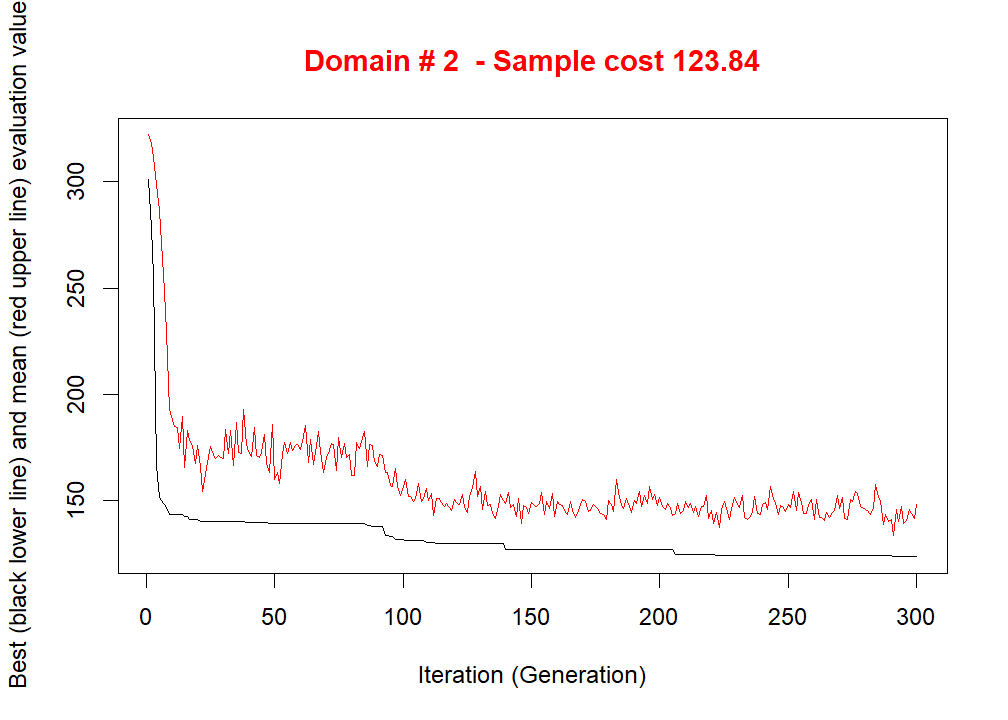 Domain # 2  - Sample cost 123.84
Best (black lower line) and mean (red upper line) evaluation value
300
250
200
150
0 50 100 150 200 250 300
Iteration (Generation)